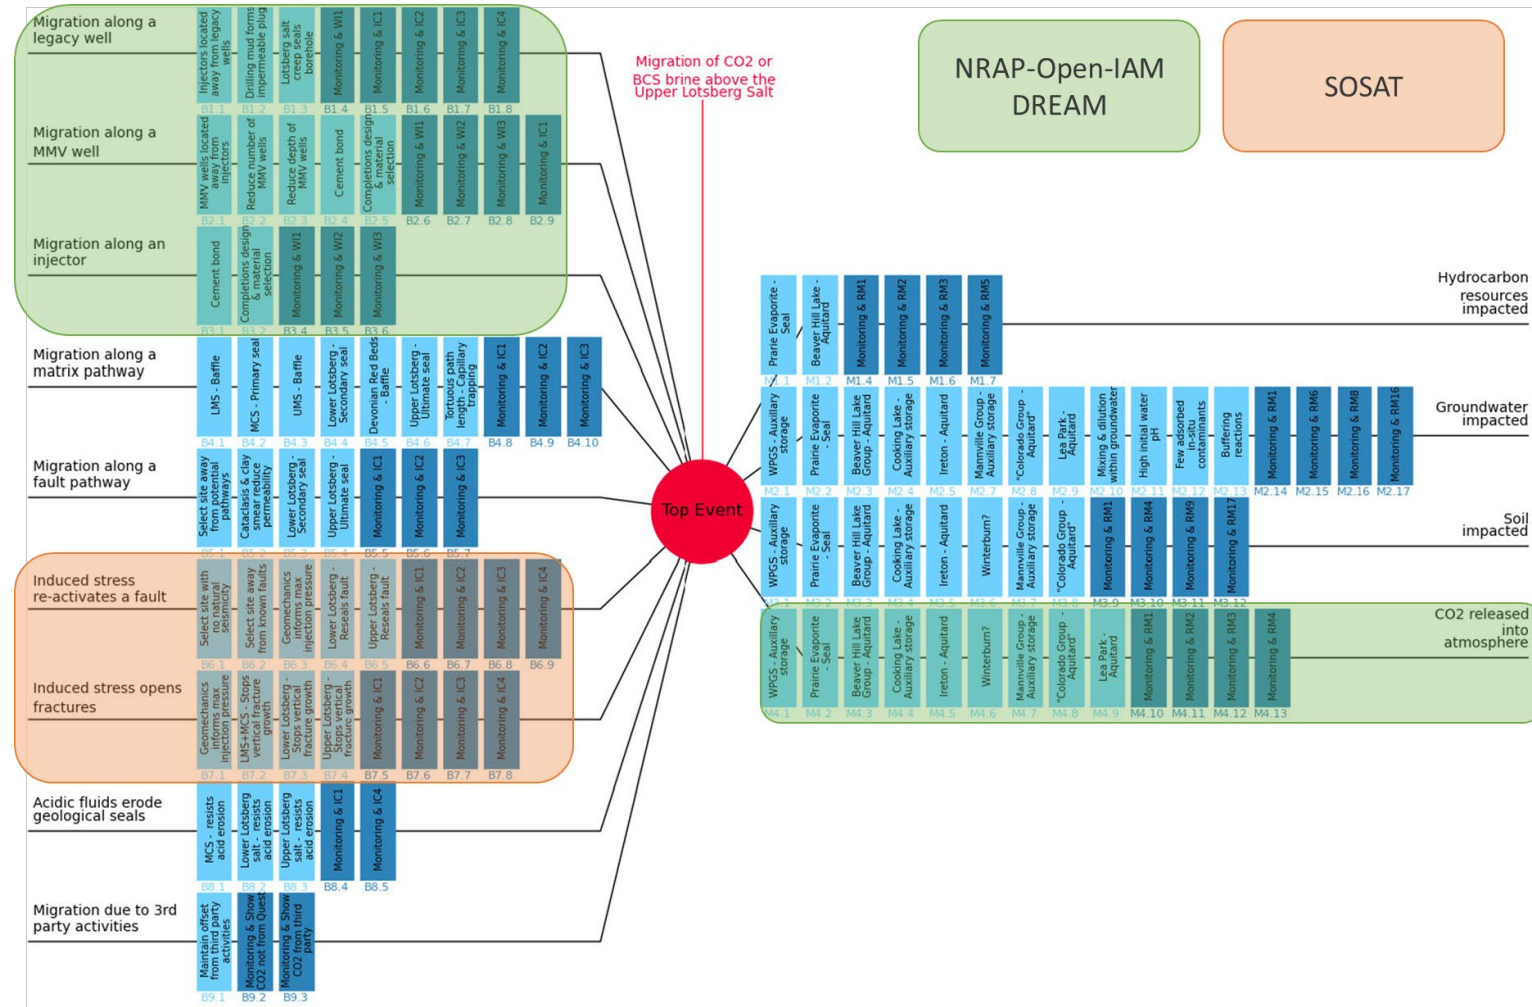 Migration along a
legacy well
Injectors located
away from legacy
wells
B1.1
Drilling mud forms
impermeable plug
B1.2
Lotsberg salt
creep seals
borehole
B1.3
Monitoring & WI1
B1.4
Monitoring & IC1
B1.5
Monitoring & IC2
B1.6
Monitoring & IC3
B1.7
Monitoring & IC4
B1.8
Migration along a
MMV well
MMV wells located
away from
injectors
B2.1
Reduce number of
MMV wells
B2.2
Reduce depth of
MMV wells
B2.3
Cement bond
B2.4
Completions design
& material
selection
B2.5
Monitoring & WI1
B2.6
Monitoring & WI2
B2.7
Monitoring & WI3
B2.8
Monitoring & IC1
B2.9
Migration along an
injector
Cement bond
B3.1
Completions design
& material
selection
B3.2
Monitoring & WI1
B3.4
Monitoring & WI2
B3.5
Monitoring & WI3
B3.6
Migration along a
matrix pathway
LMS - Baffle
B4.1
MCS - Primary seal
B4.2
UMS - Baffle
B4.3
Lower Lotsberg -
Secondary seal
B4.4
Devonian Red Beds
- Baffle
B4.5
Upper Lotsberg -
Ultimate seal
B4.6
Tortuous path
length - Capillary
trapping
B4.7
Monitoring & IC1
B4.8
Monitoring & IC2
B4.9
Monitoring & IC3
B4.10
Migration along a
fault pathway
Select site away
from potential
pathways
B5.1
Cataclasis & clay
smear reduce
permeability
B5.2
Lower Lotsberg -
Secondary seal
B5.3
Upper Lotsberg -
Ultimate seal
B5.4
Monitoring & IC1
B5.5
Monitoring & IC2
B5.6
Monitoring & IC3
B5.7
Induced stress
re-activates a fault
Select site with
no natural
seismicity
B6.1
Select site away
from known faults
B6.2
Geomechanics
informs max
injection pressure
B6.3
Lower Lotsberg -
Reseals fault
B6.4
Upper Lotsberg -
Reseals fault
B6.5
Monitoring & IC1
B6.6
Monitoring & IC2
B6.7
Monitoring & IC3
B6.8
Monitoring & IC4
B6.9
Induced stress opens
fractures
Geomechanics
informs max
injection pressure
B7.1
LMS+MCS - Stops
vertical fracture
growth
B7.2
Lower Lotsberg -
Stops vertical
fracture growth
B7.3
Upper Lotsberg -
Stops vertical
fracture growth
B7.4
Monitoring & IC1
B7.5
Monitoring & IC2
B7.6
Monitoring & IC3
B7.7
Monitoring & IC4
B7.8
Acidic fluids erode
geological seals
MCS - resists
acid erosion
B8.1
Lower Lotsberg
salt - resists
acid erosion
B8.2
Upper Lotsberg
salt - resists
acid erosion
B8.3
Monitoring & IC1
B8.4
Monitoring & IC4
B8.5
Migration due to 3rd
party activities
Maintain offset
from third party
activities
B9.1
Monitoring & Show
CO2 not from Quest
B9.2
Monitoring & Show
CO2 from third
party
B9.3
Migration of CO2 or
BCS brine above the
Upper Lotsberg Salt
Top Event
NRAP-Open-IAM
DREAM
SOSAT
Hydrocarbon
resources
impacted
Prarie Evaporite -
Seal
M1.1
Beaver Hill Lake -
Aquitard
M1.2
Monitoring & RM1
M1.4
Monitoring & RM2
M1.5
Monitoring & RM3
M1.6
Monitoring & RM5
M1.7
Groundwater
impacted
WPGS - Auxillary
storage
M2.1
Prairie Evaporite
- Seal
M2.2
Beaver Hill Lake
Group - Aquitard
M2.3
Cooking Lake -
Auxiliary storage
M2.4
Ireton - Aquitard
M2.5
Mannville Group -
Auxiliary storage
M2.7
"Colorado Group -
Aquitard"
M2.8
Lea Park -
Aquitard
M2.9
Mixing & dilution
within groundwater
M2.10
High initial water
pH
M2.11
Few adsorbed
in-situ
contaminants
M2.12
Buffering
reactions
M2.13
Monitoring & RM1
M2.14
Monitoring & RM6
M2.15
Monitoring & RM8
M2.16
Monitoring & RM16
M2.17
Soil
impacted
WPGS - Auxillary
storage
M3.1
Prairie Evaporite
- Seal
M3.2
Beaver Hill Lake
Group - Aquitard
M3.3
Cooking Lake -
Auxiliary storage
M3.4
Ireton - Aquitard
M3.5
Winterburn?
M3.6
Mannville Group -
Auxiliary storage
M3.7
"Colorado Group -
Aquitard"
M3.8
Monitoring & RM1
M3.9
Monitoring & RM4
M3.10
Monitoring & RM9
M3.11
Monitoring & RM17
M3.12
CO2 released
into
atmosphere
WPGS - Auxillary
storage
M4.1
Prairie Evaporite
- Seal
M4.2
Beaver Hill Lake
Group - Aquitard
M4.3
Cooking Lake -
Auxiliary storage
M4.4
Ireton - Aquitard
M4.5
Winterburn?
M4.6
Mannville Group -
Auxiliary storage
M4.7
"Colorado Group -
Aquitard"
M4.8
Lea Park -
Aquitard
M4.9
Monitoring & RM1
M4.10
Monitoring & RM2
M4.11
Monitoring & RM3
M4.12
Monitoring & RM4
M4.13